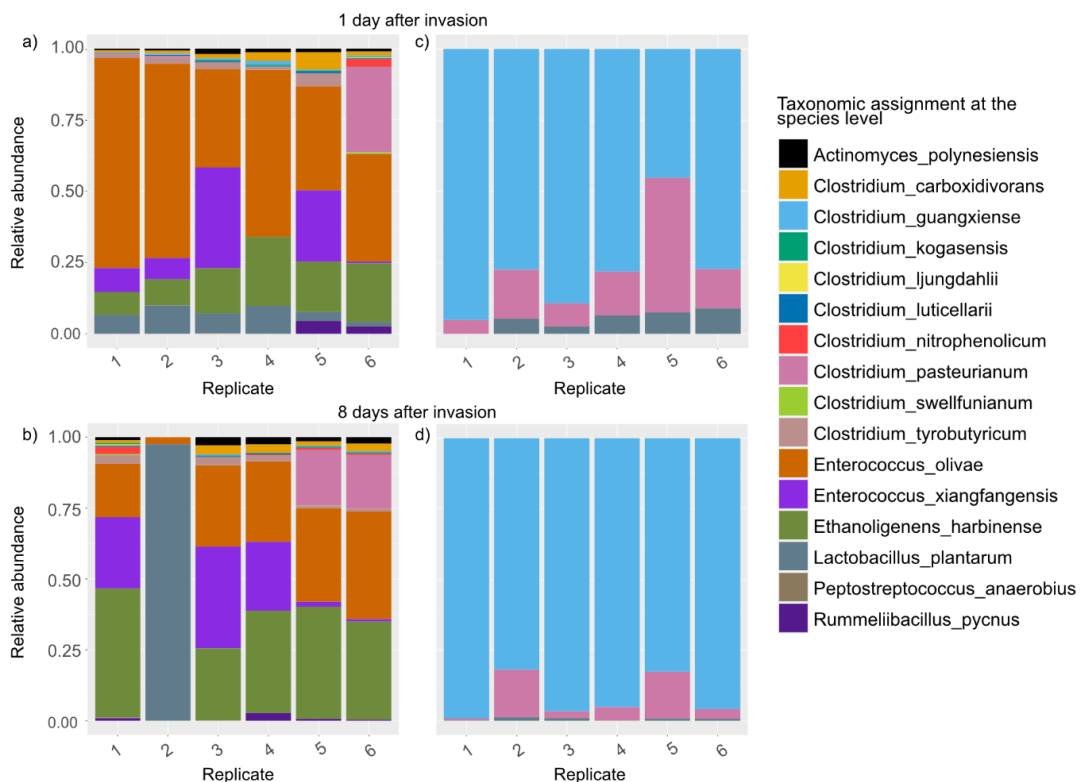 1 day after invasion
a)
c)
1.00
0.75
0.50
0.25
0.00
Relative abundance
1 2 3 4 5 6
1 2 3 4 5 6
Replicate
Replicate
8 days after invasion
b)
d)
1.00
0.75
0.50
0.25
0.00
Relative abundance
1 2 3 4 5 6
1 2 3 4 5 6
Replicate
Replicate
Taxonomic assignment at the
species level
Actinomyces_polynesiensis
Clostridium_carboxidivorans
Clostridium_guangxiense
Clostridium_kogasensis
Clostridium_ljungdahlii
Clostridium_luticellarii
Clostridium_nitrophenolicum
Clostridium_pasteurianum
Clostridium_swellfunianum
Clostridium_tyrobutyricum
Enterococcus_olivae
Enterococcus_xiangfangensis
Ethanoligenens_harbinense
Lactobacillus_plantarum
Peptostreptococcus_anaerobius
Rummeliibacillus_pycnus